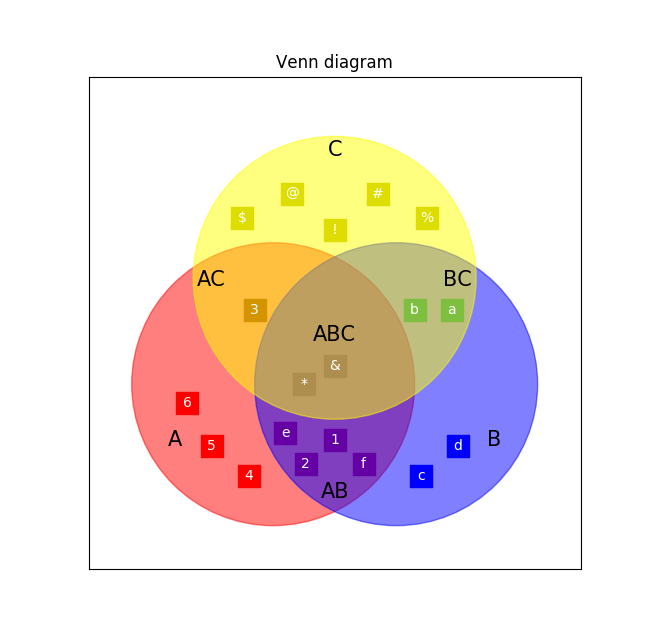 Venn diagram
C
@ #
$ %
!
AC BC
3 b a
ABC
&
*
6
e
1
A B
5 d
2 f
4 c
AB